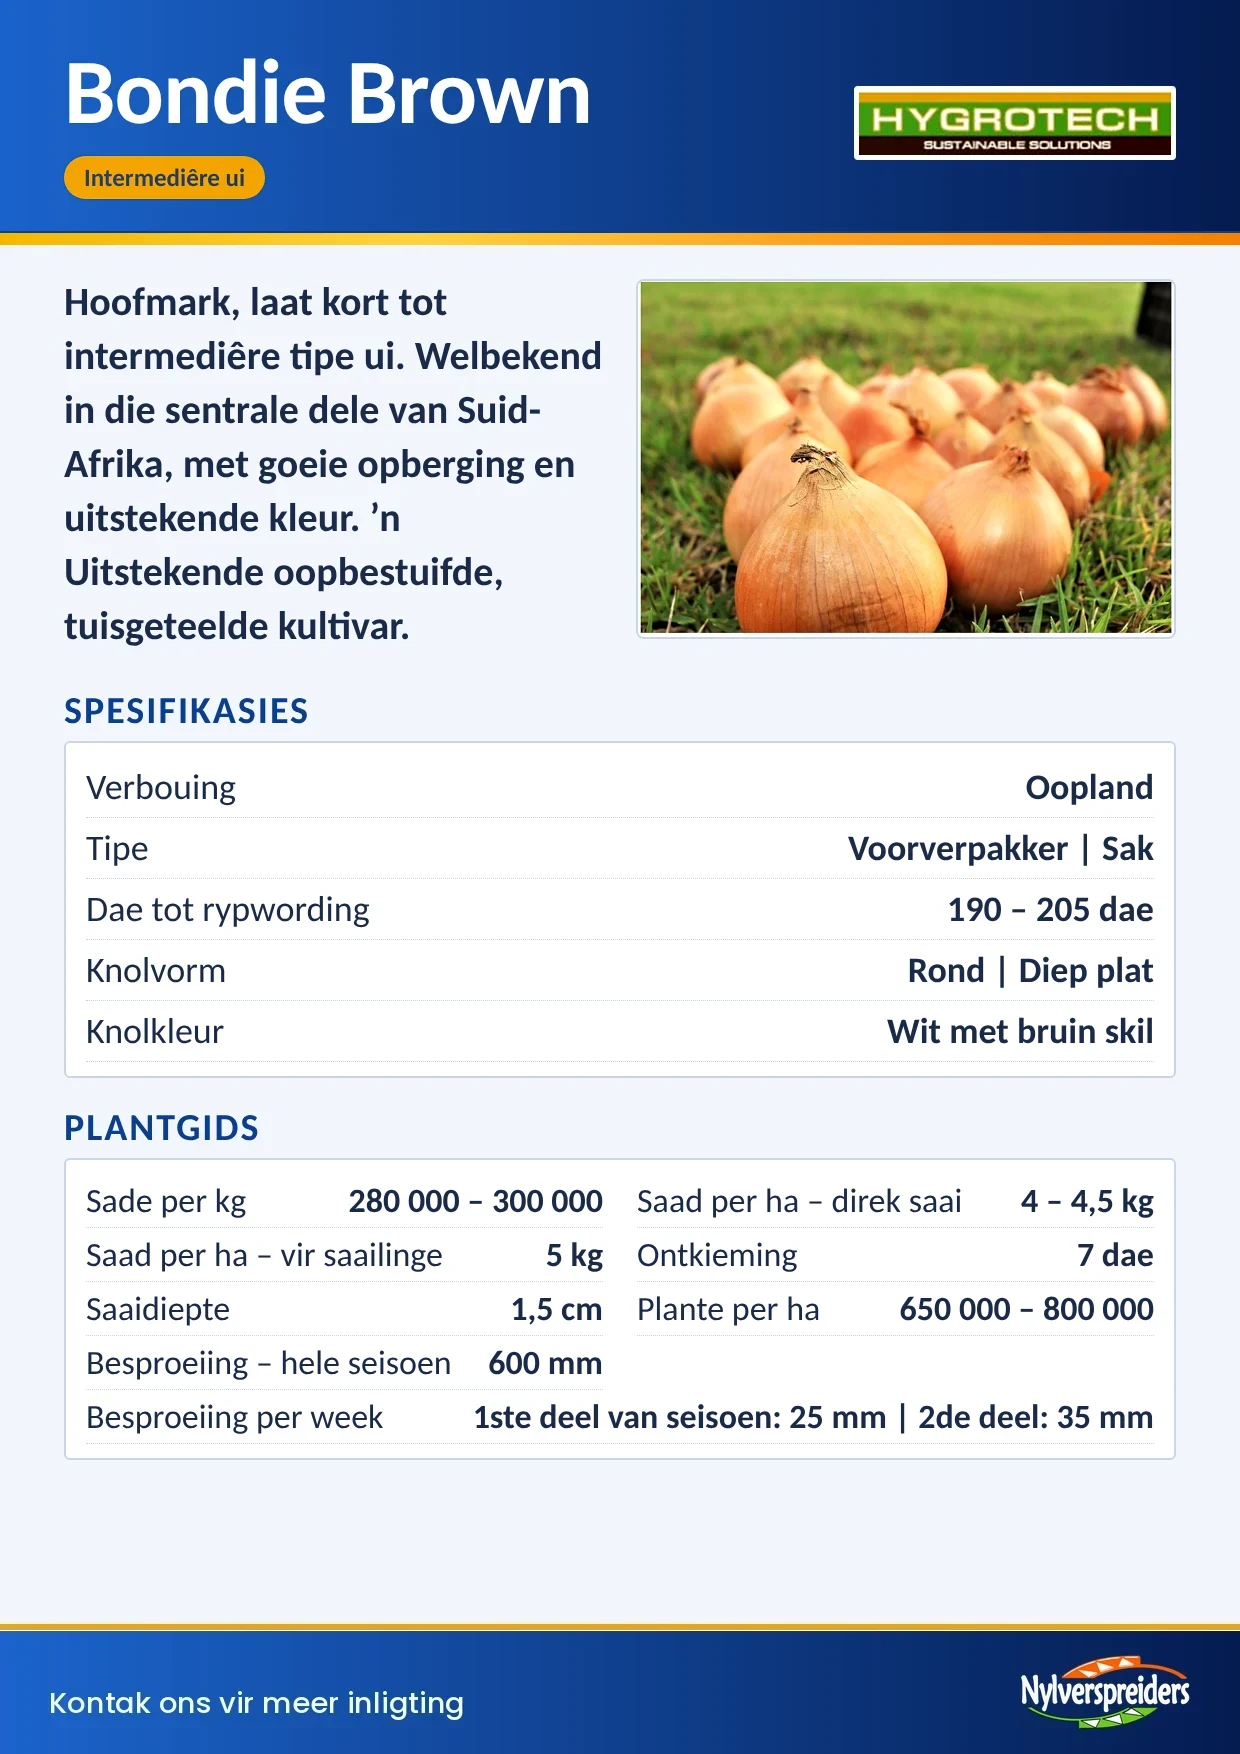 Bondie Brown
Intermediêre ui
HYGROTECH
SUSTAINABLE SOLUTIONS
Hoofmark, laat kort tot
intermediêre tipe ui. Welbekend
in die sentrale dele van Suid-
Afrika, met goeie opberging en
uitstekende kleur. ’n
Uitstekende oopbestuifde,
tuisgeteelde kultivar.
SPESIFIKASIES
Verbouing Oopland
Tipe Voorverpakker | Sak
Dae tot rypwording 190 – 205 dae
Knolvorm Rond | Diep plat
Knolkleur Wit met bruin skil
PLANTGIDS
Sade per kg 280 000 – 300 000 Saad per ha – direk saai 4 – 4,5 kg
Saad per ha – vir saailinge 5 kg Ontkieming 7 dae
Saaidiepte 1,5 cm Plante per ha 650 000 – 800 000
Besproeiing – hele seisoen 600 mm
Besproeiing per week 1ste deel van seisoen: 25 mm | 2de deel: 35 mm
Kontak ons vir meer inligting
Nylverspreiders